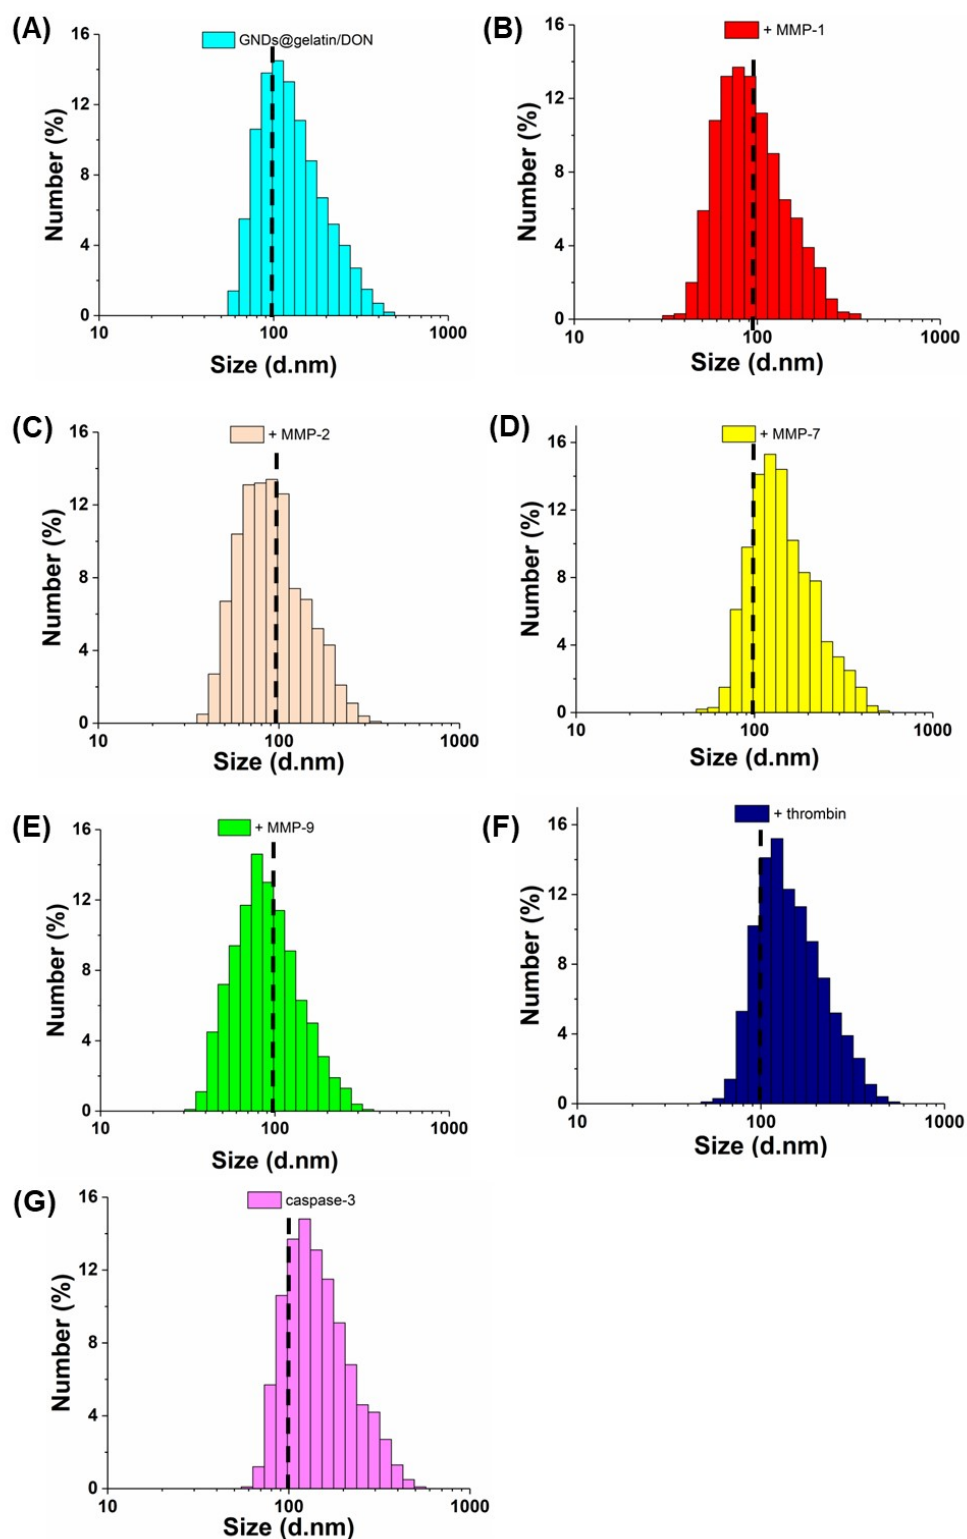 (A)
GNDs@gelatin/DON
16
12
8
4
0
10
100
1000
Number (%)
Size (d.nm)
(B)
+ MMP-1
16
12
8
4
0
10
100
1000
Number (%)
Size (d.nm)
(C)
+ MMP-2
16
12
8
4
0
10
100
1000
Number (%)
Size (d.nm)
(D)
+ MMP-7
16
12
8
4
0
10
100
1000
Number (%)
Size (d.nm)
(E)
+ MMP-9
16
12
8
4
0
10
100
1000
Number (%)
Size (d.nm)
(F)
+ thrombin
16
12
8
4
0
10
100
1000
Number (%)
Size (d.nm)
(G)
caspase-3
16
12
8
4
0
10
100
1000
Number (%)
Size (d.nm)